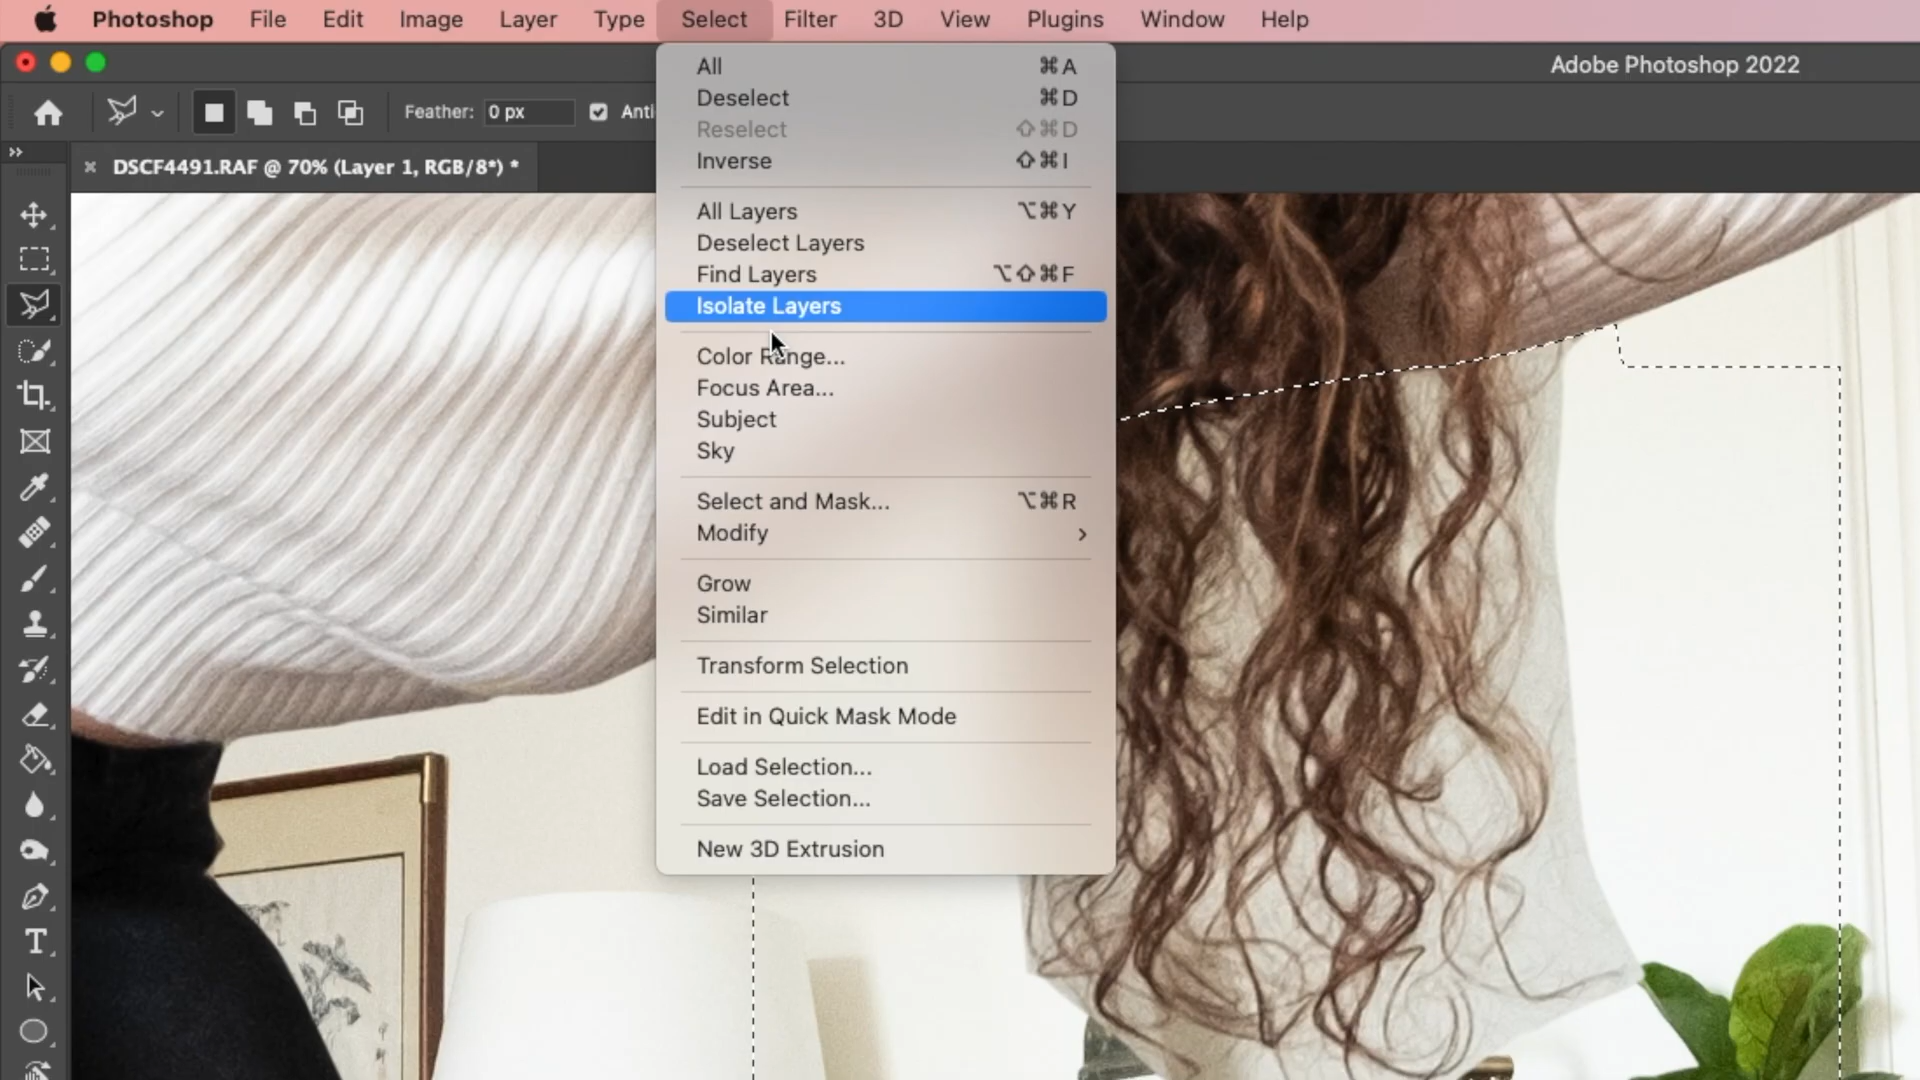 Photoshop File Edit Image Layer Type Select Filter 3D View Plugins Window Help
Adobe Photoshop 2022
Feather: 0 px Anti
DSCF4491.RAF @ 70% (Layer 1, RGB/8*) *
All ⌘A
Deselect ⌘D
Reselect ⇧⌘D
Inverse ⇧⌘I
All Layers ⌥⌘Y
Deselect Layers
Find Layers ⌥⇧⌘F
Isolate Layers
Color Range...
Focus Area...
Subject
Sky
Select and Mask... ⌥⌘R
Modify
Grow
Similar
Transform Selection
Edit in Quick Mask Mode
Load Selection...
Save Selection...
New 3D Extrusion